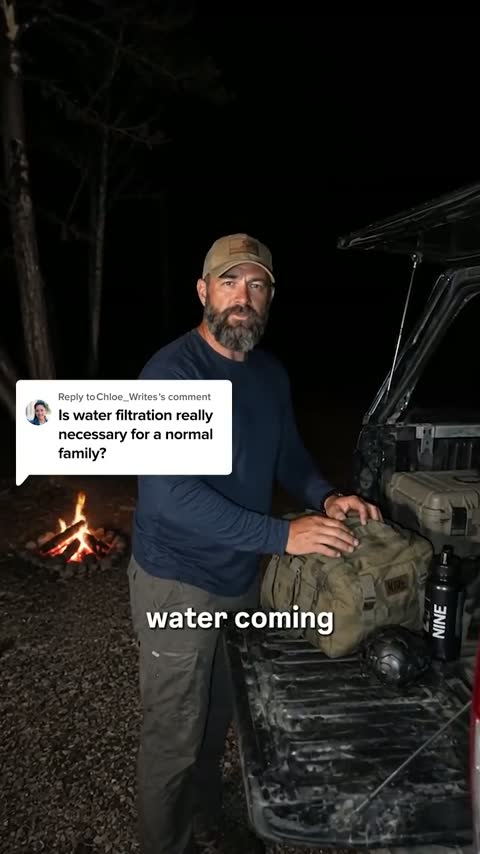 Reply to Chloe_Writes's comment
Is water filtration really
necessary for a normal
family?
water coming
NINE